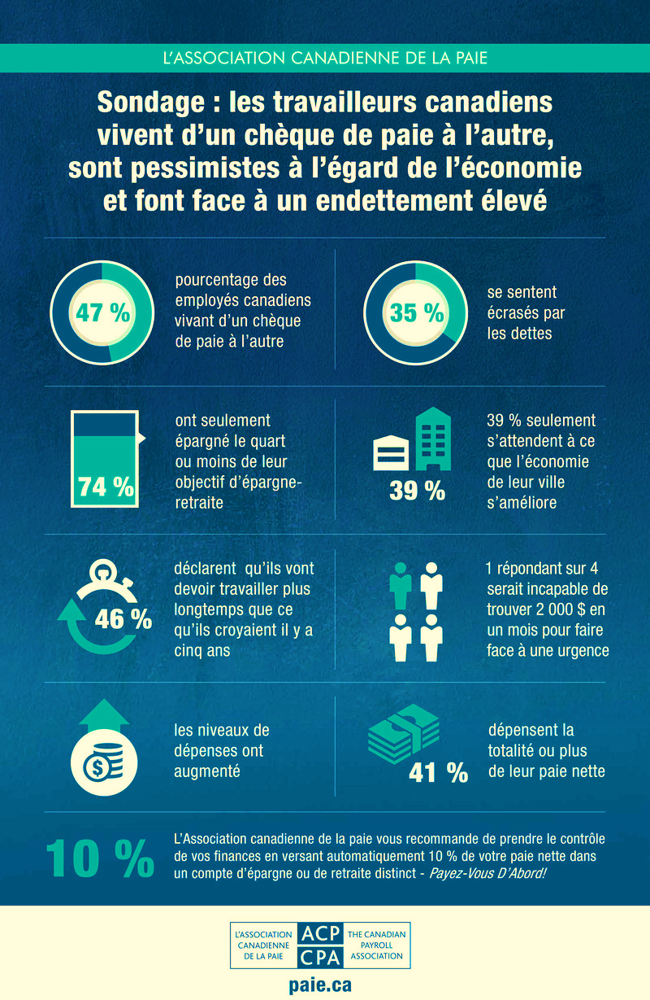 L'ASSOCIATION CANADIENNE DE LA PAIE
Sondage : les travailleurs canadiens
vivent d'un chèque de paie à l'autre,
sont pessimistes à l'égard de l'économie
et font face à un endettement élevé
47 %
pourcentage des
employés canadiens
vivant d'un chèque
de paie à l'autre
35 %
se sentent
écrasés par
les dettes
74 %
ont seulement
épargné le quart
ou moins de leur
objectif d'épargne-
retraite
39 %
39 % seulement
s'attendent à ce
que l'économie
de leur ville
s'améliore
46 %
déclarent qu'ils vont
devoir travailler plus
longtemps que ce
qu'ils croyaient il y a
cinq ans
1 répondant sur 4
serait incapable de
trouver 2 000 $ en
un mois pour faire
face à une urgence
$
les niveaux de
dépenses ont
augmenté
41 %
dépensent la
totalité ou plus
de leur paie nette
10 %
L'Association canadienne de la paie vous recommande de prendre le contrôle
de vos finances en versant automatiquement 10 % de votre paie nette dans
un compte d'épargne ou de retraite distinct - Payez-Vous D'Abord!
L'ASSOCIATION
CANADIENNE
DE LA PAIE
ACP
CPA
THE CANADIAN
PAYROLL
ASSOCIATION
paie.ca